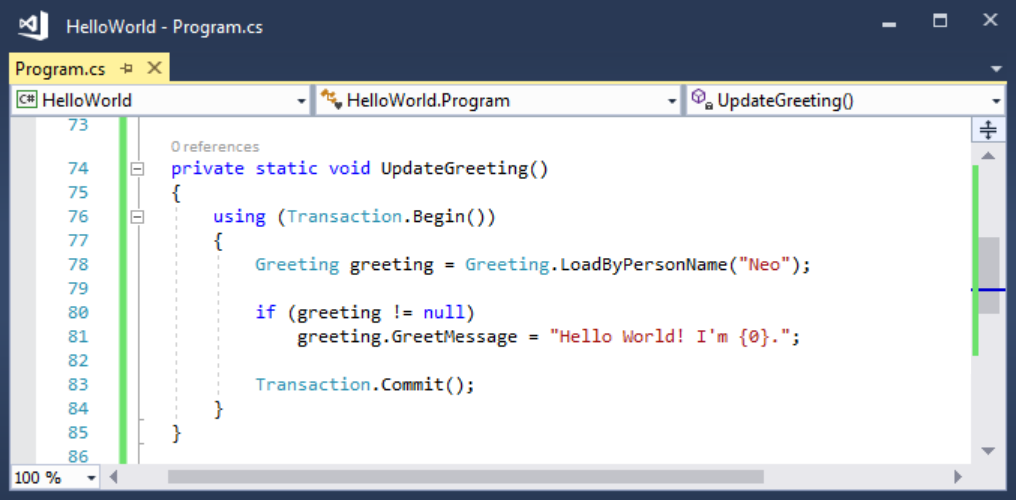 HelloWorld - Program.cs
Program.cs
C# HelloWorld HelloWorld.Program UpdateGreeting()
73
0 references
74 private static void UpdateGreeting()
75 {
76 using (Transaction.Begin())
77 {
78 Greeting greeting = Greeting.LoadByPersonName("Neo");
79
80 if (greeting != null)
81 greeting.GreetMessage = "Hello World! I'm {0}.";
82
83 Transaction.Commit();
84 }
85 }
86
100 %